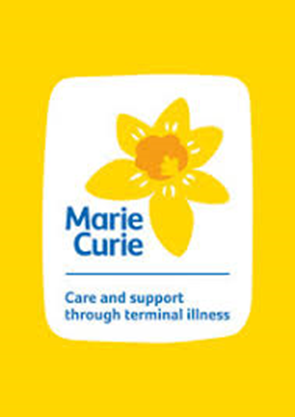 Marie
Curie
Care and support
through terminal illness